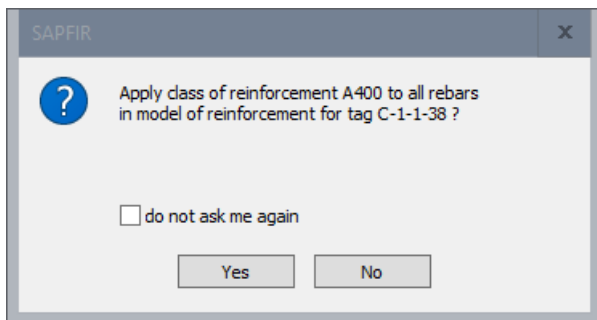 SAPFIR
x
?
Apply class of reinforcement A400 to all rebars
in model of reinforcement for tag C-1-1-38 ?
do not ask me again
Yes No